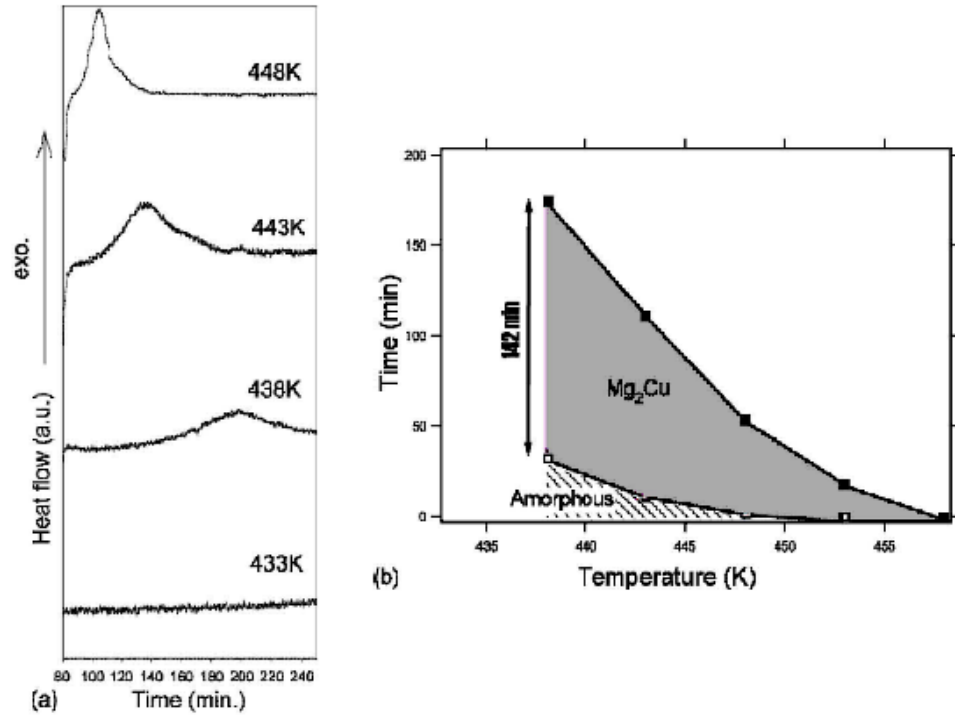 448K
443K
438K
433K
exo.
Heat flow (a.u.)
80 100 120 140 160 180 200 220 240
Time (min.)
(a)
200
150
100
50
0
Time (min)
142 min
Mg₂Cu
Amorphous
435 440 445 450 455
Temperature (K)
(b)